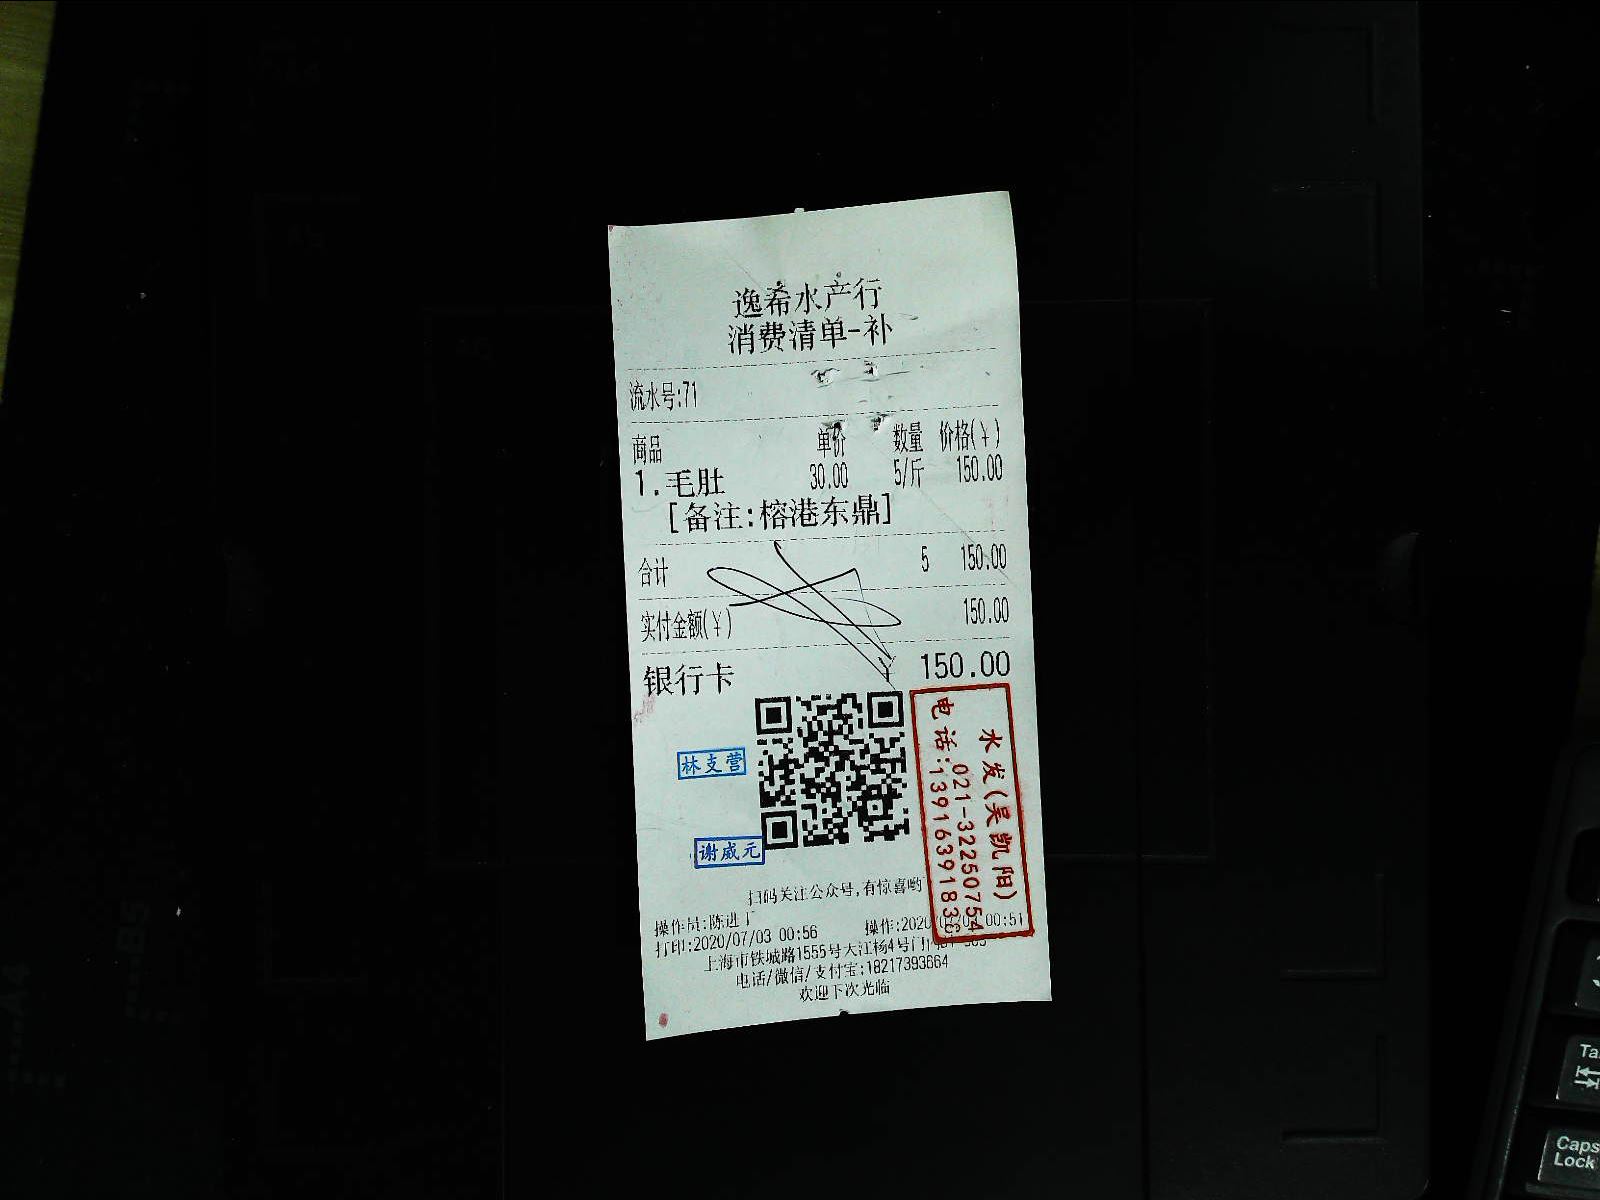 逸希水产行
消费清单-补
流水号:71
商品 单价 数量 价格(¥)
1.毛肚 30.00 5/斤 150.00
[备注:榕港东鼎]
合计 5 150.00
实付金额(¥) 150.00
银行卡 ¥ 150.00
林支营
谢威元
水发(吴凯阳)
021-32250754
电话:13916391836
扫码关注公众号,有惊喜哟
操作员:陈进
操作:2020 00:51
打印:2020/07/03 00:56
上海市铁城路1555号大江杨4号门
电话/微信/支付宝:18217393664
欢迎下次光临
Caps
Lock